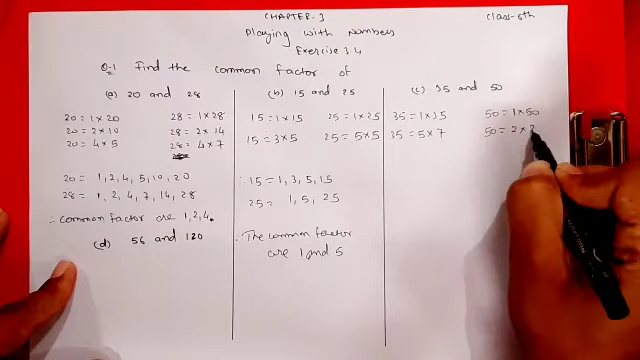 CHAPTER-3
Class-6th
Playing with Numbers
Exercise 3.4
Q-1 Find the common factor of
(a) 20 and 28
20 = 1×20
20 = 2×10
20 = 4×5
28 = 1×28
28 = 2×14
28 = 4×7
20 = 1,2,4,5,10,20
28 = 1,2,4,7,14,28
∴ common factor are 1,2,4.
(d) 56 and 120
(b) 15 and 25
15 = 1×15
15 = 3×5
25 = 1×25
25 = 5×5
∴ 15 = 1,3,5,15
25 = 1,5,25
∴ The common factor
are 1 and 5
(c) 35 and 50
35 = 1×35
35 = 5×7
50 = 1×50
50 = 2×